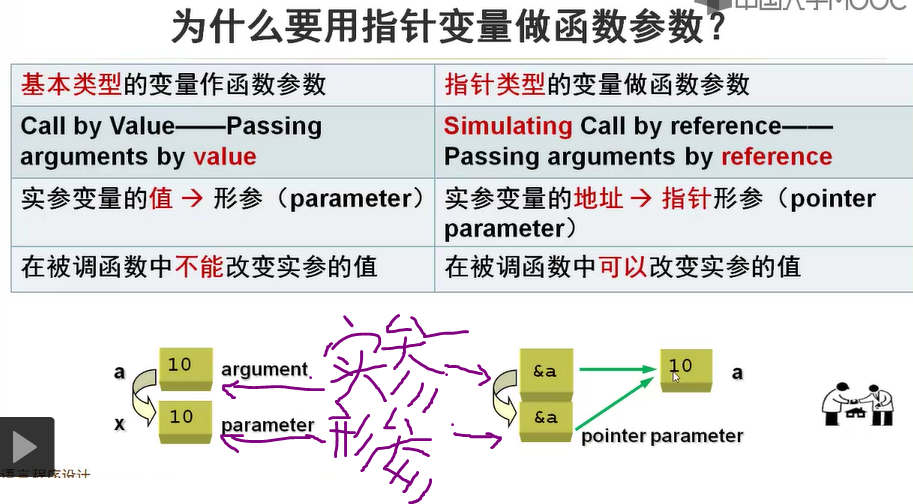 中国大学MOOC
为什么要用指针变量做函数参数？
基本类型的变量作函数参数
指针类型的变量做函数参数
Call by Value——Passing
arguments by value
Simulating Call by reference——
Passing arguments by reference
实参变量的值 → 形参（parameter）
实参变量的地址 → 指针形参（pointer
parameter）
在被调函数中不能改变实参的值
在被调函数中可以改变实参的值
a
10
argument
实参
&a
10
a
x
10
parameter
形参
&a
pointer parameter
语言程序设计